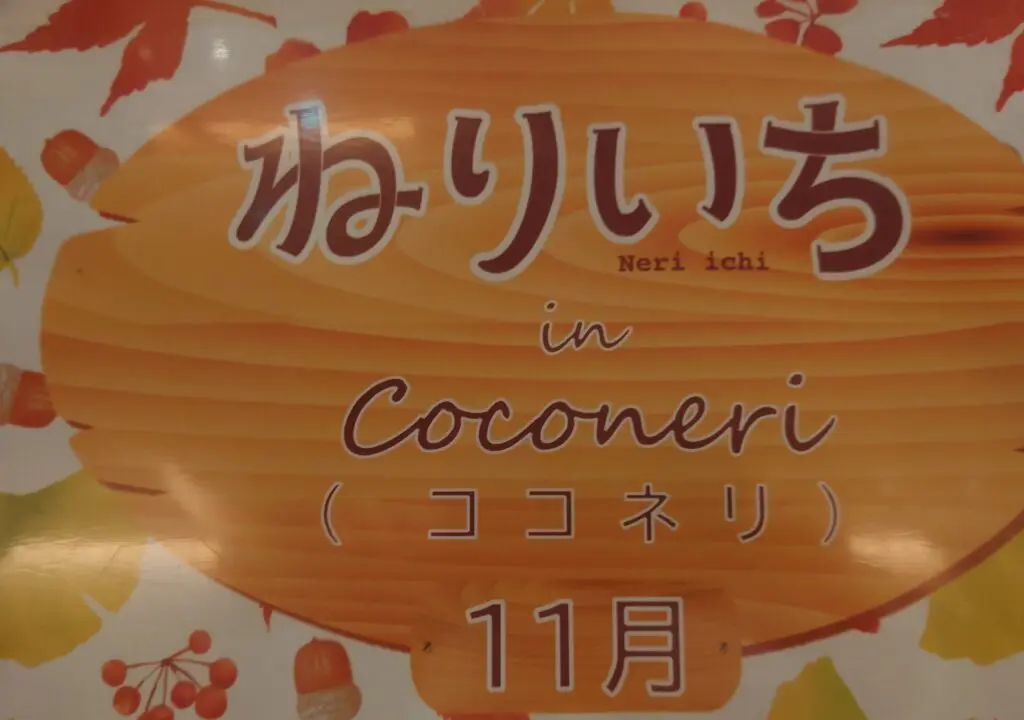 ねりいち
Neri ichi
in
Coconeri
( ココネリ )
11月